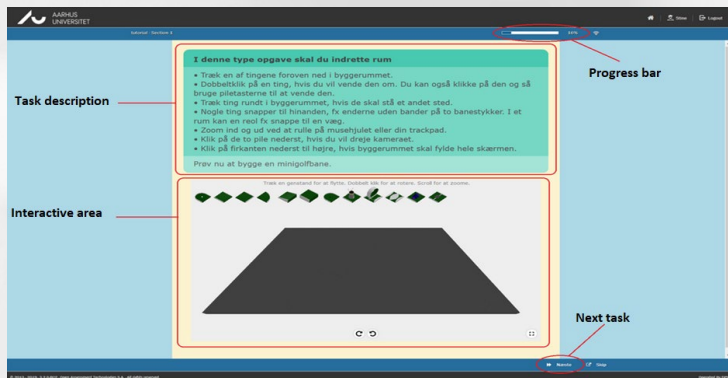 AARHUS
UNIVERSITET
Logout
tutorial - Section 3
16%
Progress bar
Task description
I denne type opgave skal du indrette rum
• Træk en af tingene foroven ned i byggerummet.
• Dobbeltklik på en ting, hvis du vil vende den om. Du kan også klikke på den og så
bruge piletasterne til at vende den.
• Træk ting rundt i byggerummet, hvis de skal stå et andet sted.
• Nogle ting snapper til hinanden, fx enderne uden bander på to banestykker. I et
rum kan en reol fx snappe til en væg.
• Zoom ind og ud ved at rulle på musehjulet eller din trackpad.
• Klik på de to pile nederst, hvis du vil dreje kameraet.
• Klik på firkanten nederst til højre, hvis byggerummet skal fylde hele skærmen.
Prøv nu at bygge en minigolfbane.
Træk en genstand for at flytte. Dobbelt klik for at rotere. Scroll for at zoome.
Interactive area
Next task
Næste
Stop